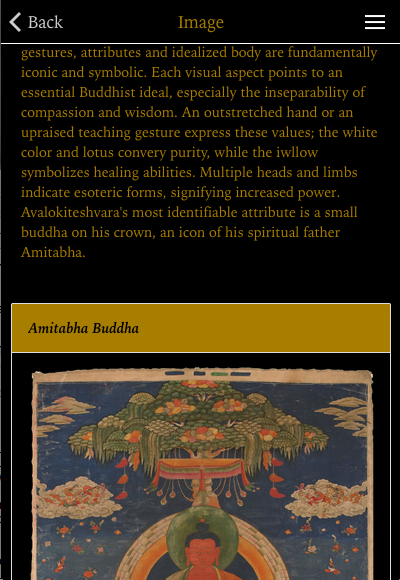 Back
Image
gestures, attributes and idealized body are fundamentally
iconic and symbolic. Each visual aspect points to an
essential Buddhist ideal, especially the inseparability of
compassion and wisdom. An outstretched hand or an
upraised teaching gesture express these values; the white
color and lotus convery purity, while the iwllow
symbolizes healing abilities. Multiple heads and limbs
indicate esoteric forms, signifying increased power.
Avalokiteshvara's most identifiable attribute is a small
buddha on his crown, an icon of his spiritual father
Amitabha.
Amitabha Buddha